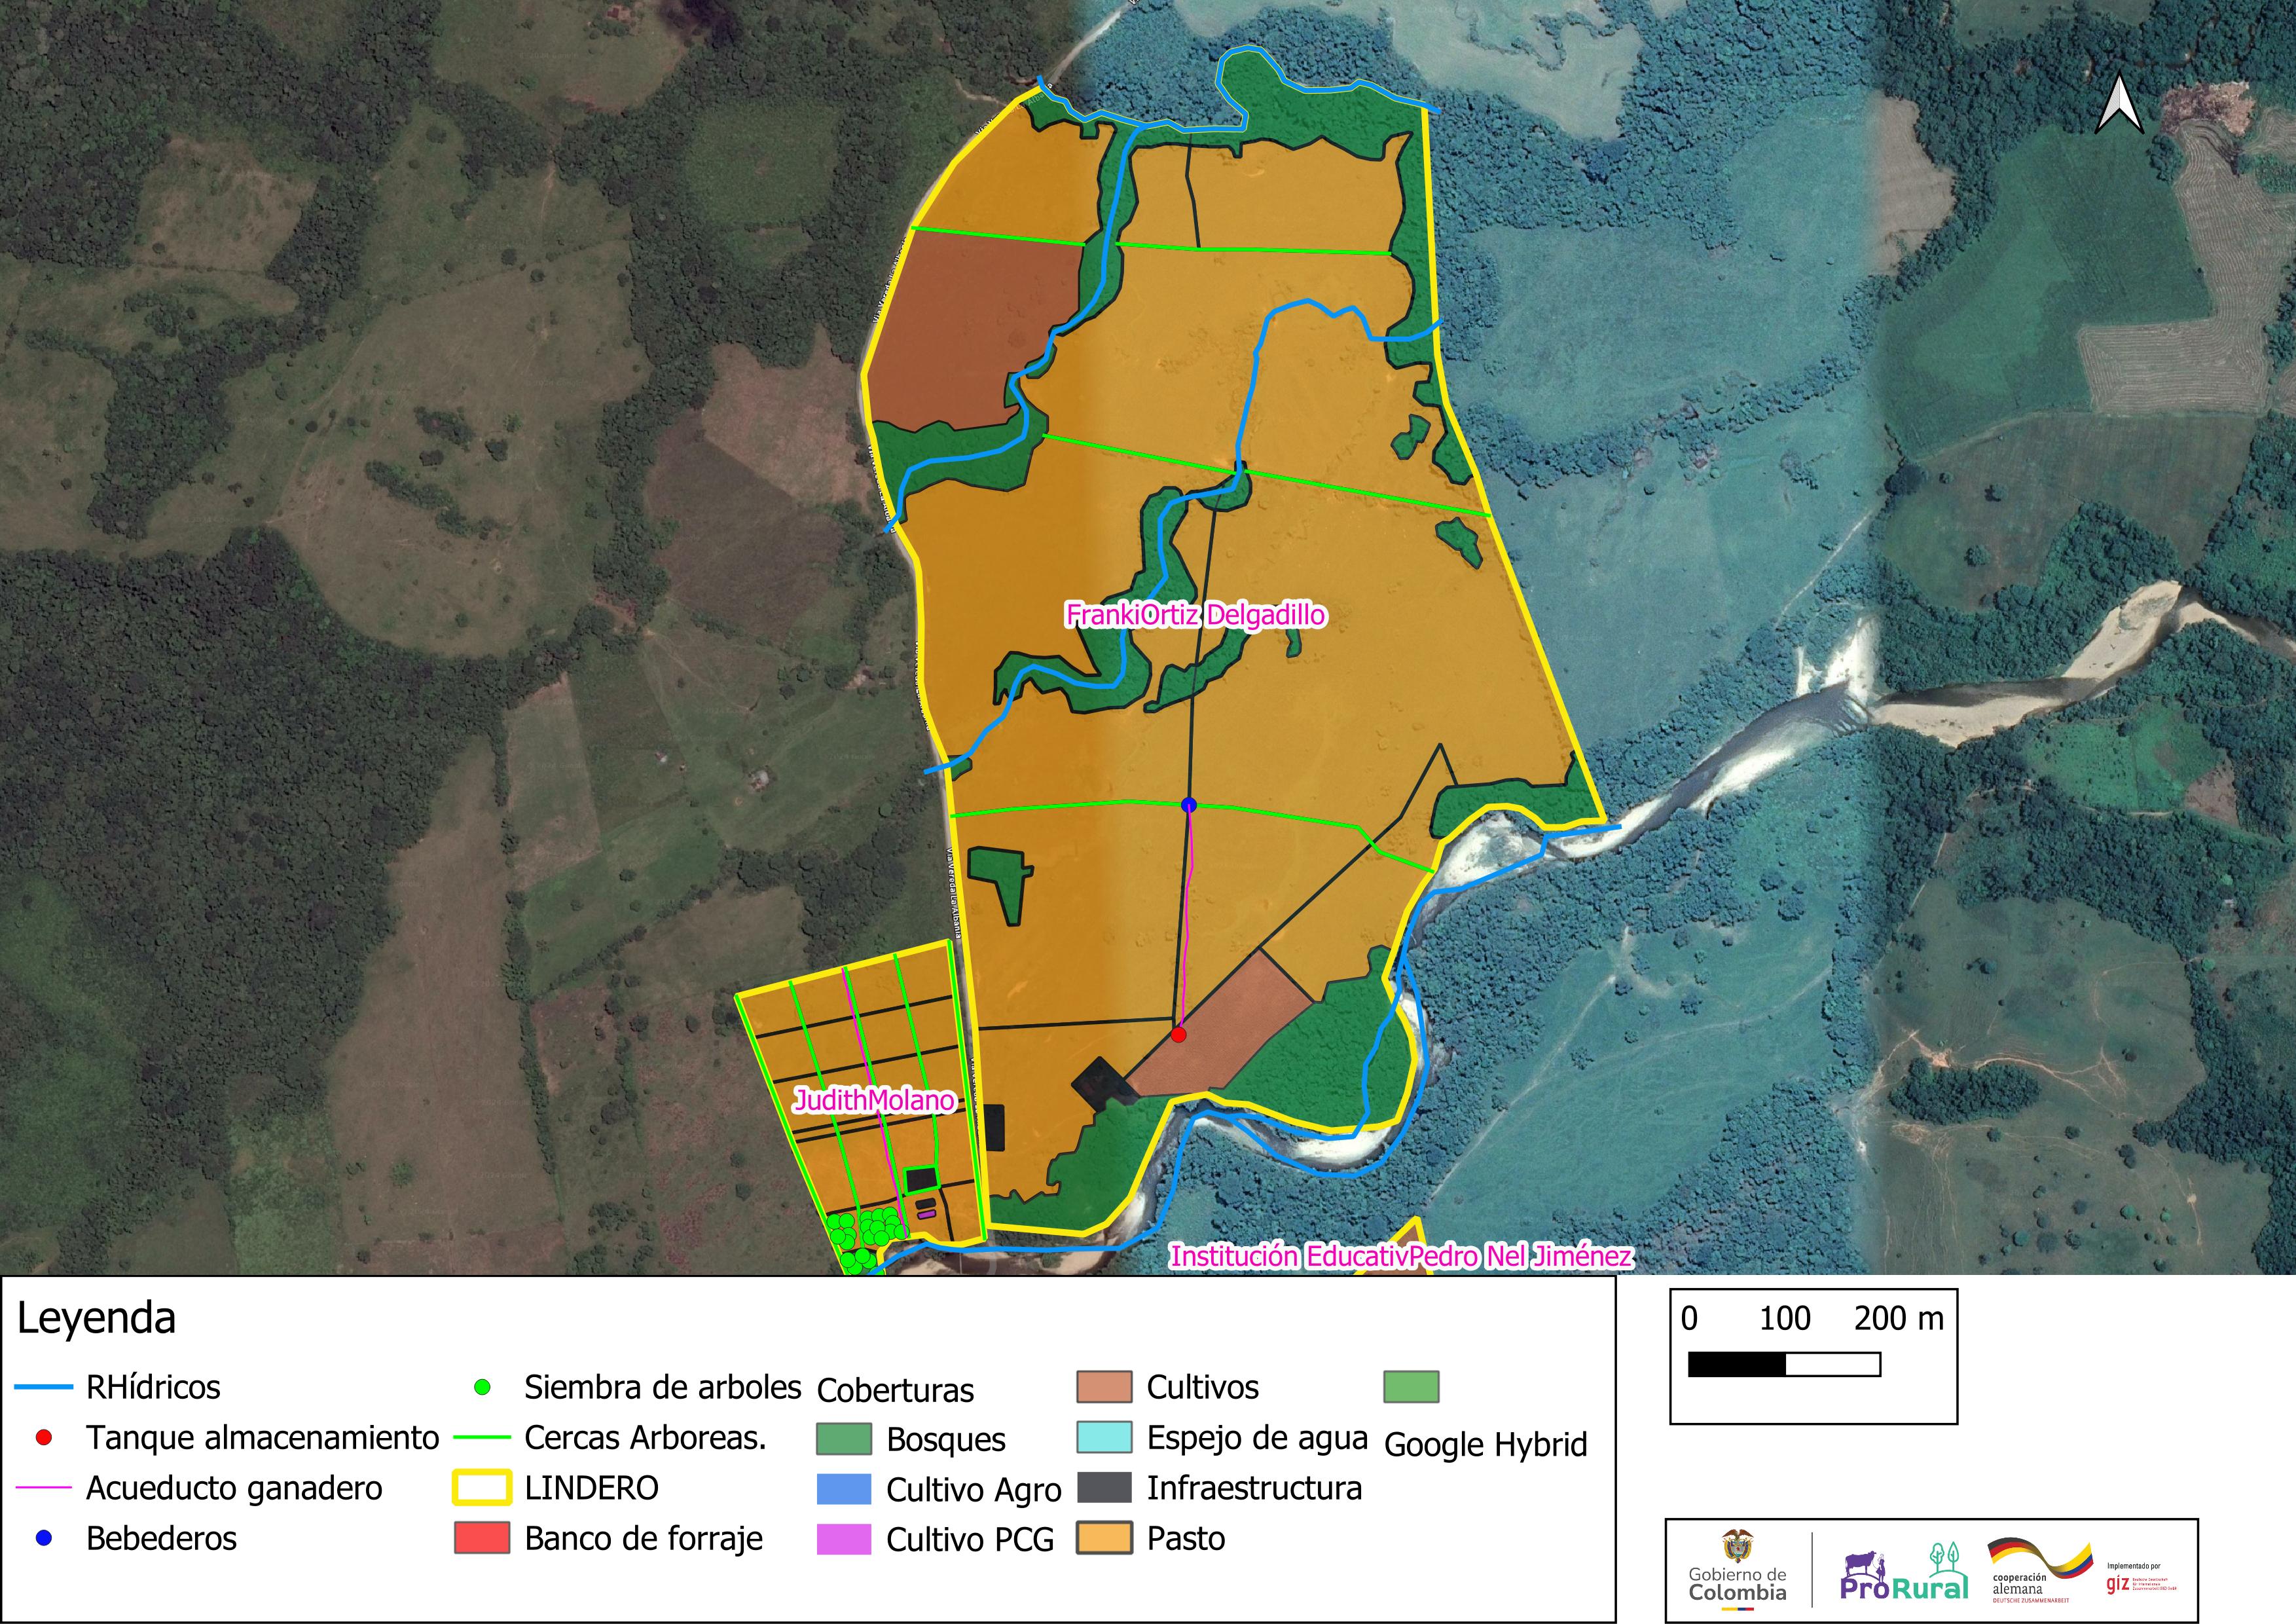 FrankiOrtiz Delgadillo
JudithMolano
Institución EducativPedro Nel Jiménez
Leyenda
RHídricos
Tanque almacenamiento
Acueducto ganadero
Bebederos
Siembra de arboles
Cercas Arboreas.
LINDERO
Banco de forraje
Coberturas
Bosques
Cultivo Agro
Cultivo PCG
Cultivos
Espejo de agua
Infraestructura
Pasto
Google Hybrid
0 100 200 m
Gobierno de
Colombia
ProRural
cooperación
alemana
DEUTSCHE ZUSAMMENARBEIT
Implementado por
giz